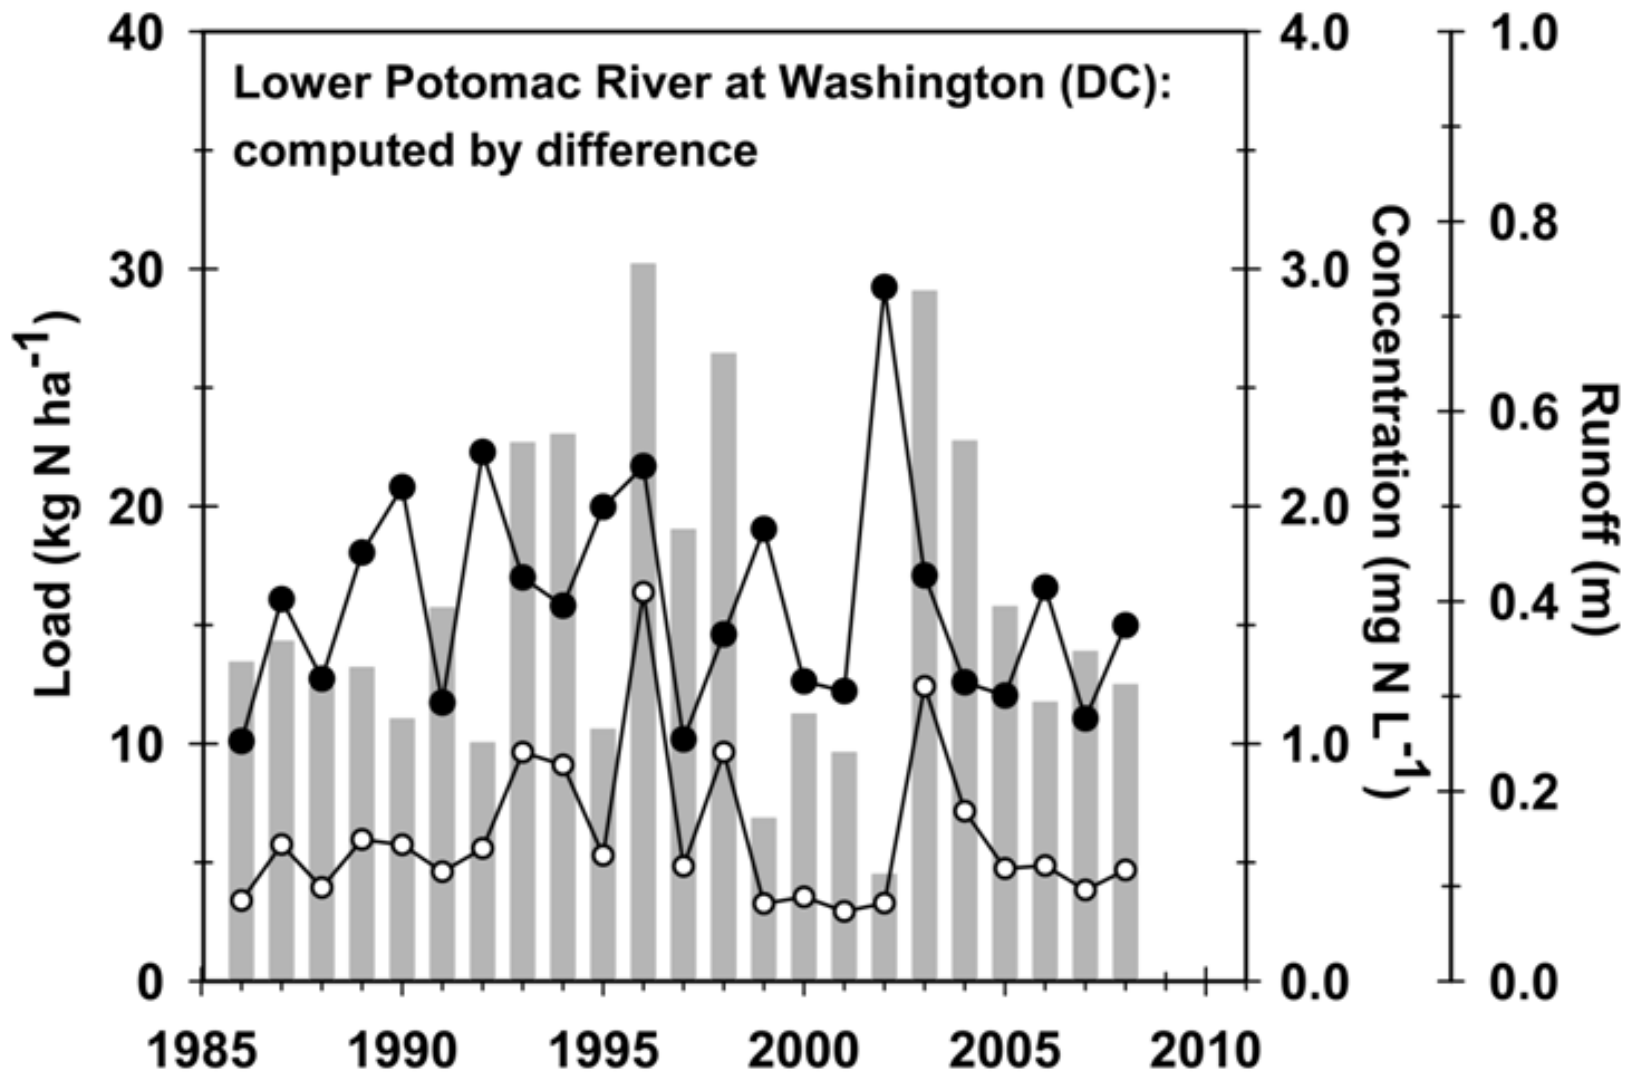 Lower Potomac River at Washington (DC):
computed by difference
40
30
20
10
0
Load (kg N ha-1)
4.0
3.0
2.0
1.0
0.0
Concentration (mg N L-1)
1.0
0.8
0.6
0.4
0.2
0.0
Runoff (m)
1985 1990 1995 2000 2005 2010